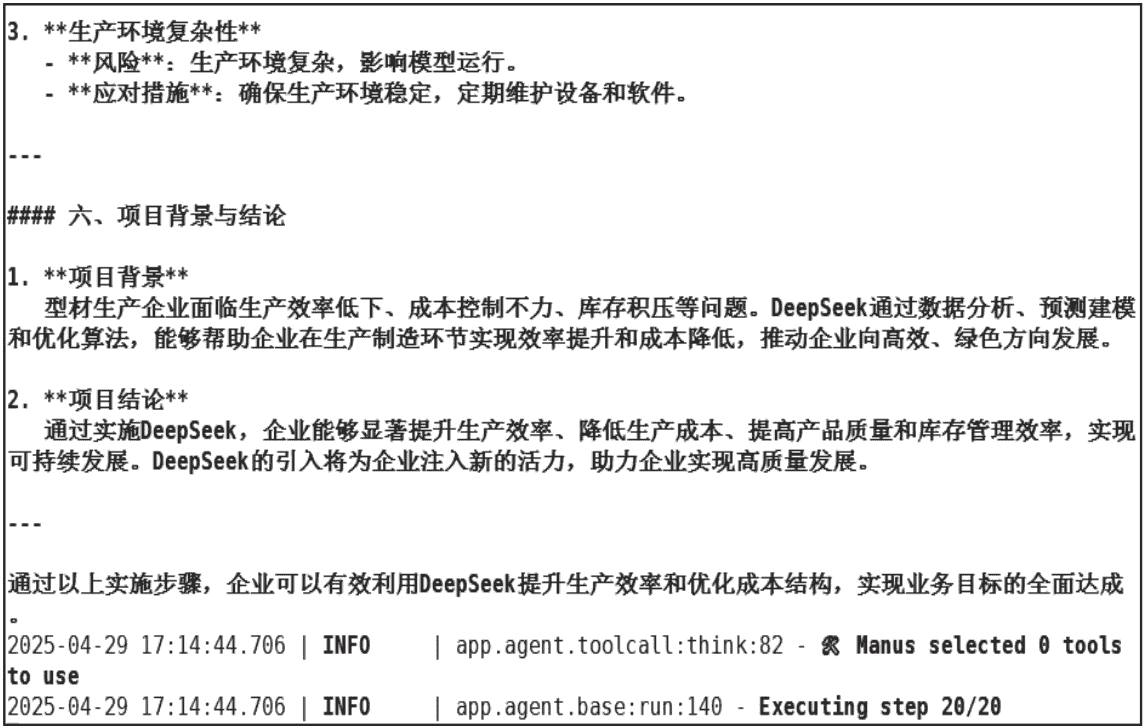 3. **生产环境复杂性**
- **风险**: 生产环境复杂，影响模型运行。
- **应对措施**: 确保生产环境稳定，定期维护设备和软件。
---
#### 六、项目背景与结论
1. **项目背景**
型材生产企业面临生产效率低下、成本控制不力、库存积压等问题。DeepSeek通过数据分析、预测建模
和优化算法，能够帮助企业在生产制造环节实现效率提升和成本降低，推动企业向高效、绿色方向发展。
2. **项目结论**
通过实施DeepSeek，企业能够显著提升生产效率、降低生产成本、提高产品质量和库存管理效率，实现
可持续发展。DeepSeek的引入将为企业注入新的活力，助力企业实现高质量发展。
---
通过以上实施步骤，企业可以有效利用DeepSeek提升生产效率和优化成本结构，实现业务目标的全面达成
。
2025-04-29 17:14:44.706 | INFO     | app.agent.toolcall:think:82 - 🛠 Manus selected 0 tools
to use
2025-04-29 17:14:44.706 | INFO     | app.agent.base:run:140 - Executing step 20/20